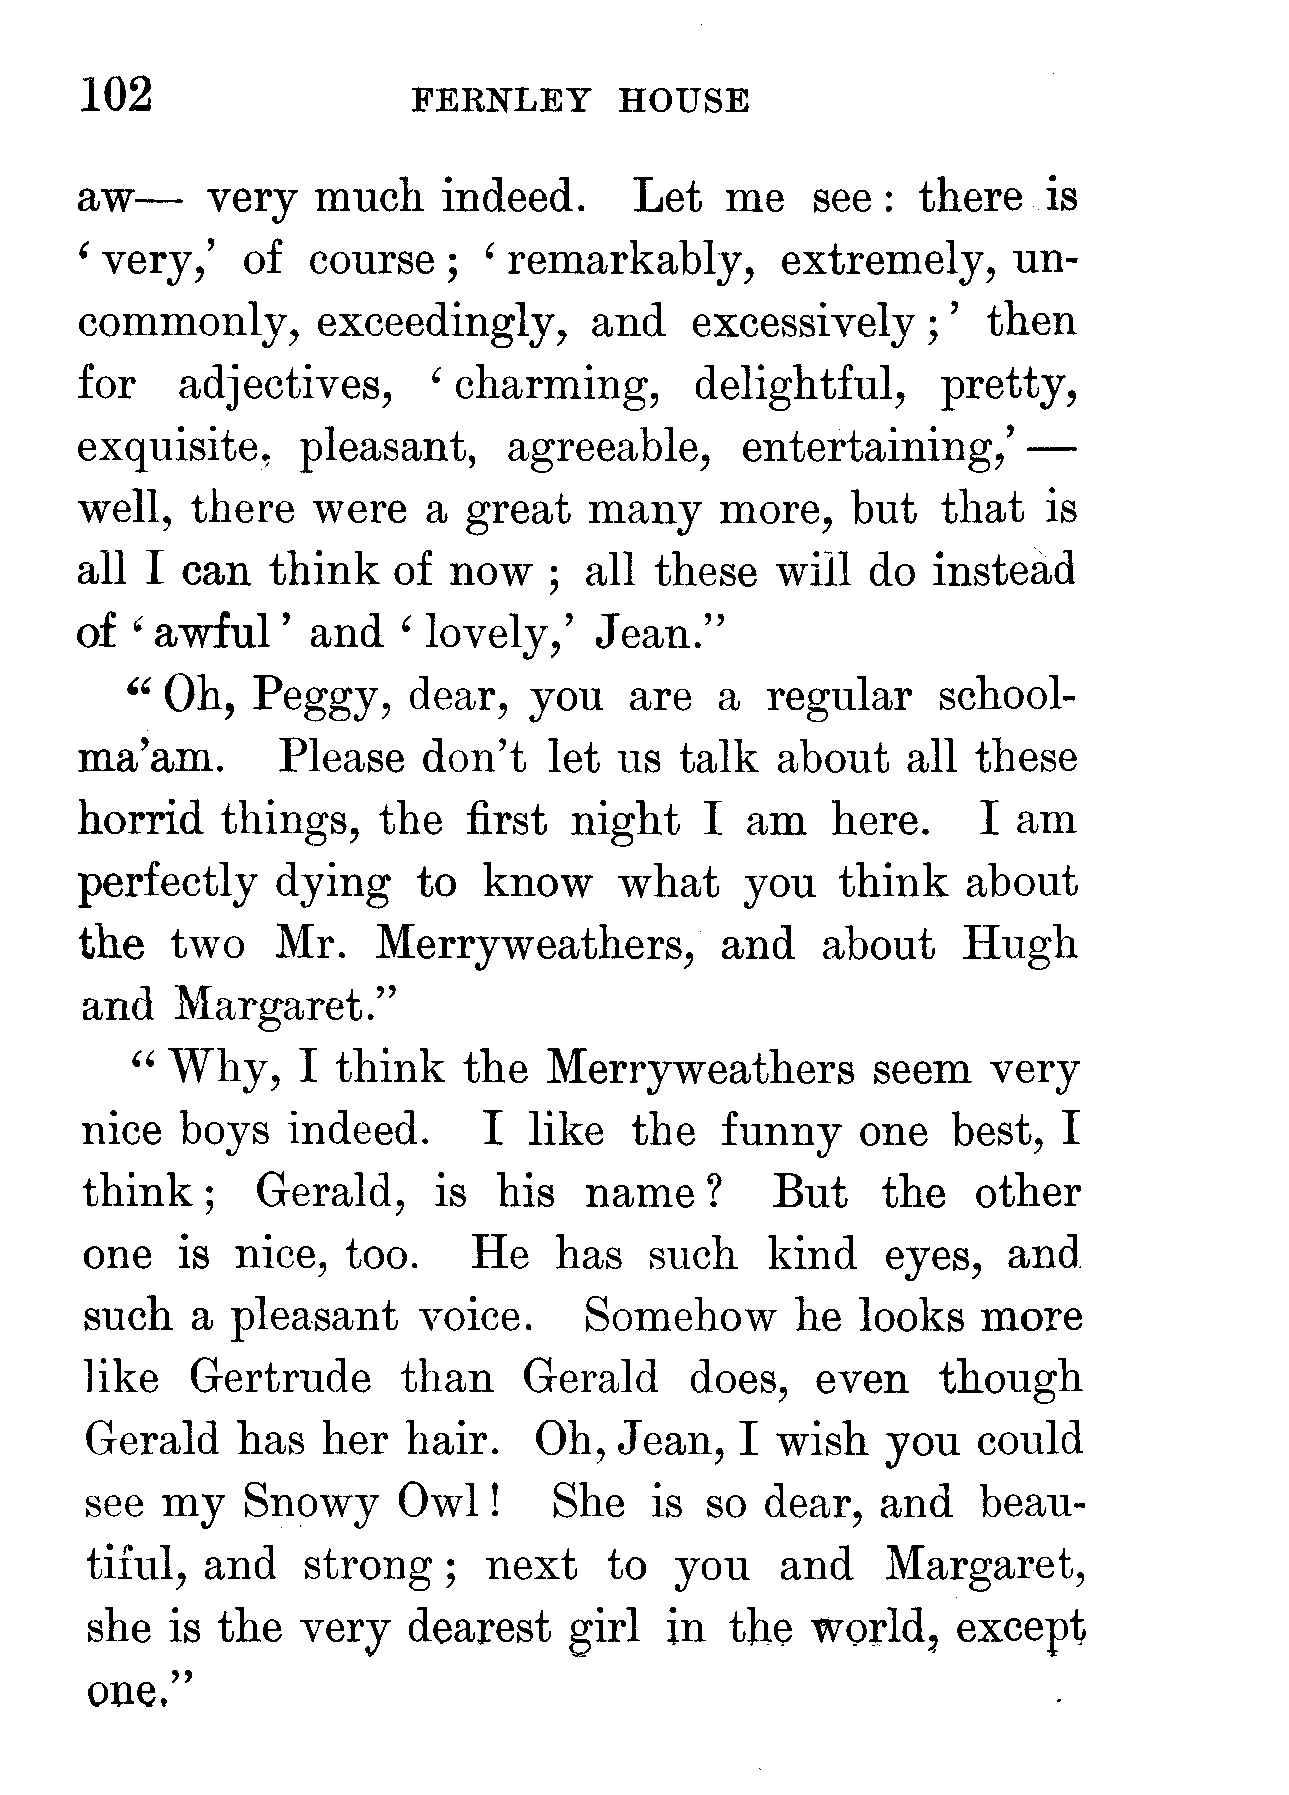 102 FERNLEY HOUSE
aw— very much indeed. Let me see: there is
‘very,’ of course; ‘remarkably, extremely, un-
commonly, exceedingly, and excessively;’ then
for adjectives, ‘charming, delightful, pretty,
exquisite, pleasant, agreeable, entertaining,’—
well, there were a great many more, but that is
all I can think of now; all these will do instead
of ‘awful’ and ‘lovely,’ Jean.”
“Oh, Peggy, dear, you are a regular school-
ma’am. Please don’t let us talk about all these
horrid things, the first night I am here. I am
perfectly dying to know what you think about
the two Mr. Merryweathers, and about Hugh
and Margaret.”
“Why, I think the Merryweathers seem very
nice boys indeed. I like the funny one best, I
think; Gerald, is his name? But the other
one is nice, too. He has such kind eyes, and
such a pleasant voice. Somehow he looks more
like Gertrude than Gerald does, even though
Gerald has her hair. Oh, Jean, I wish you could
see my Snowy Owl! She is so dear, and beau-
tiful, and strong; next to you and Margaret,
she is the very dearest girl in the world, except
one.”